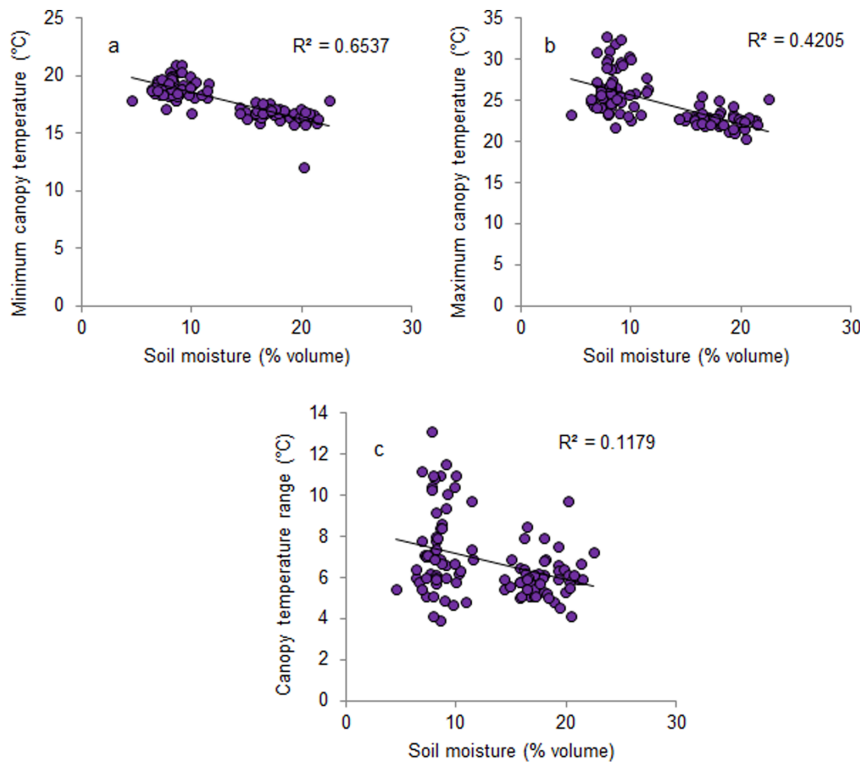 a
R² = 0.6537
Minimum canopy temperature (°C)
25
20
15
10
5
0
0 10 20 30
Soil moisture (% volume)
b
R² = 0.4205
Maximum canopy temperature (°C)
35
30
25
20
15
10
5
0
0 10 20 30
Soil moisture (% volume)
c
R² = 0.1179
Canopy temperature range (°C)
14
12
10
8
6
4
2
0
0 10 20 30
Soil moisture (% volume)